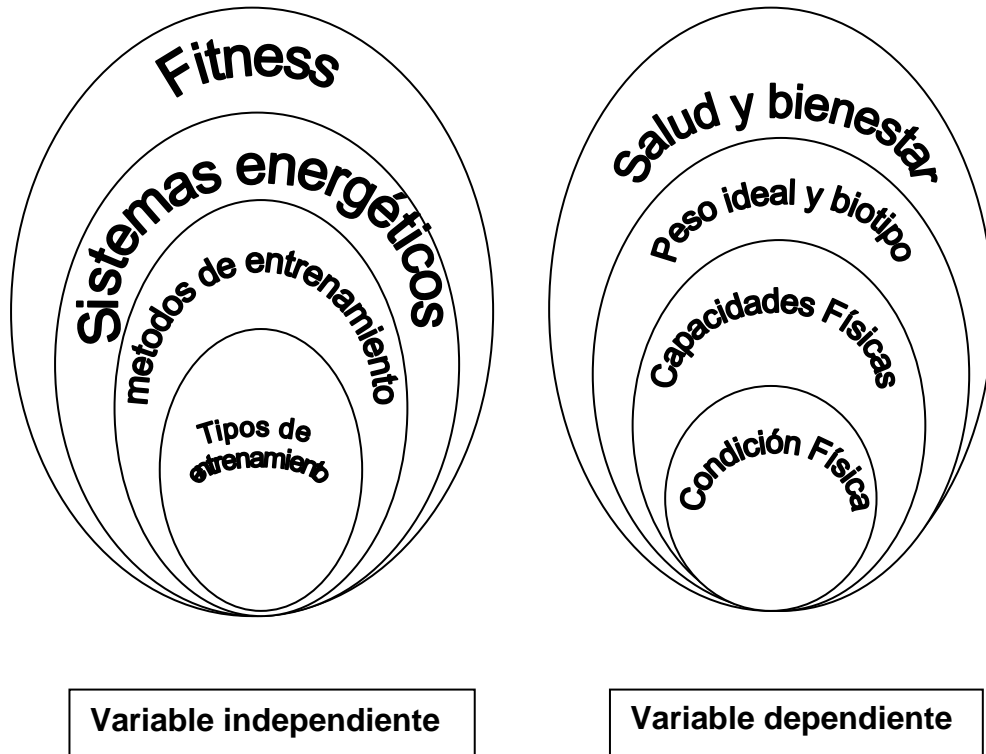 Fitness
Sistemas energéticos
metodos de entrenamiento
Tipos de
entrenamiento
Salud y bienestar
Peso ideal y biotipo
Capacidades Físicas
Condición Física
Variable independiente
Variable dependiente